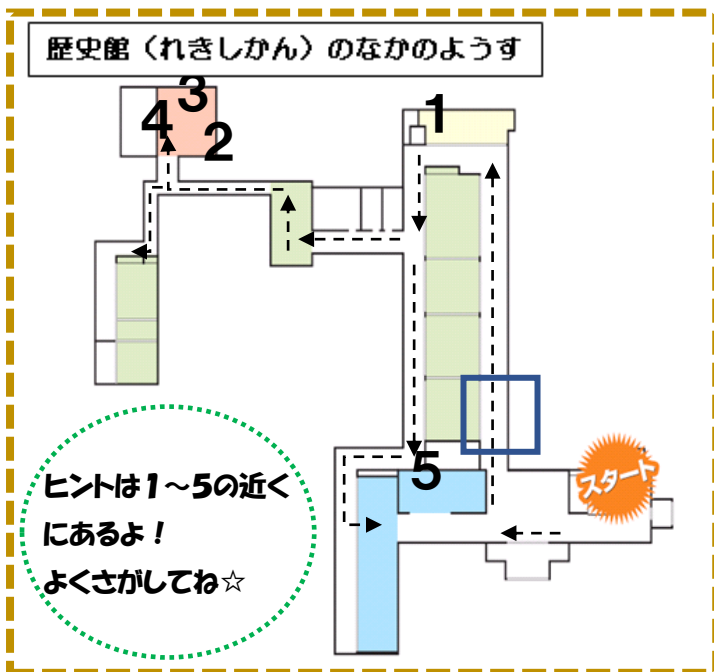 歴史館（れきしかん）のなかのようす
3
1
4
2
スタート
5
ヒントは1～5の近く
にあるよ！
よくさがしてね☆